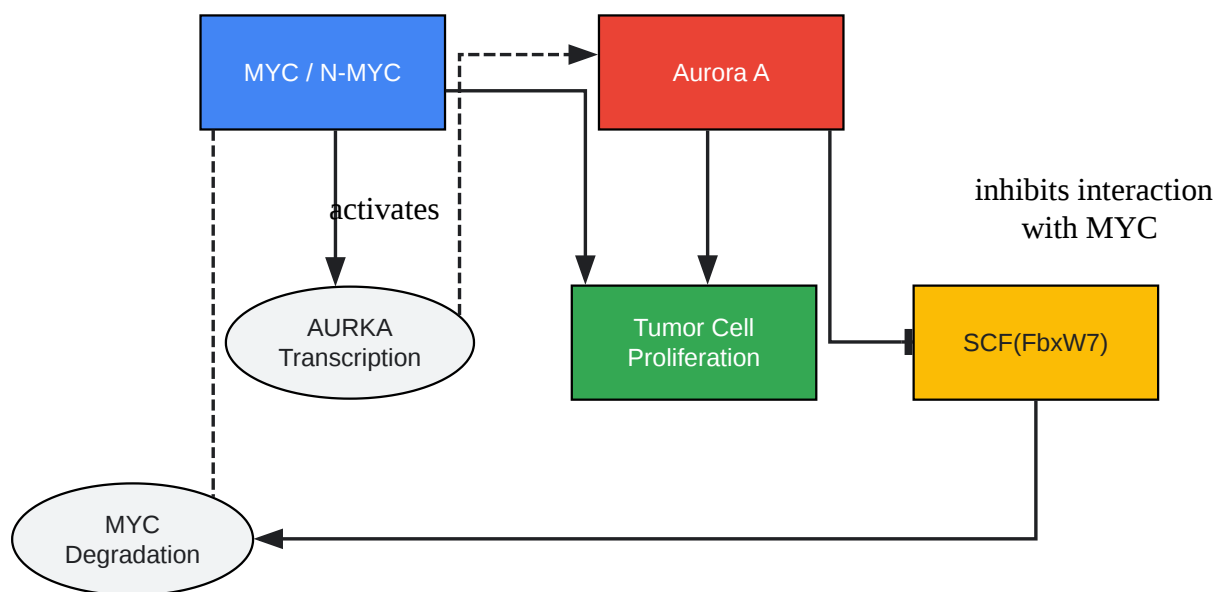 MYC / N-MYC
Aurora A
activates
inhibits interaction
with MYC
AURKA
Transcription
Tumor Cell
Proliferation
SCF(FbxW7)
MYC
Degradation